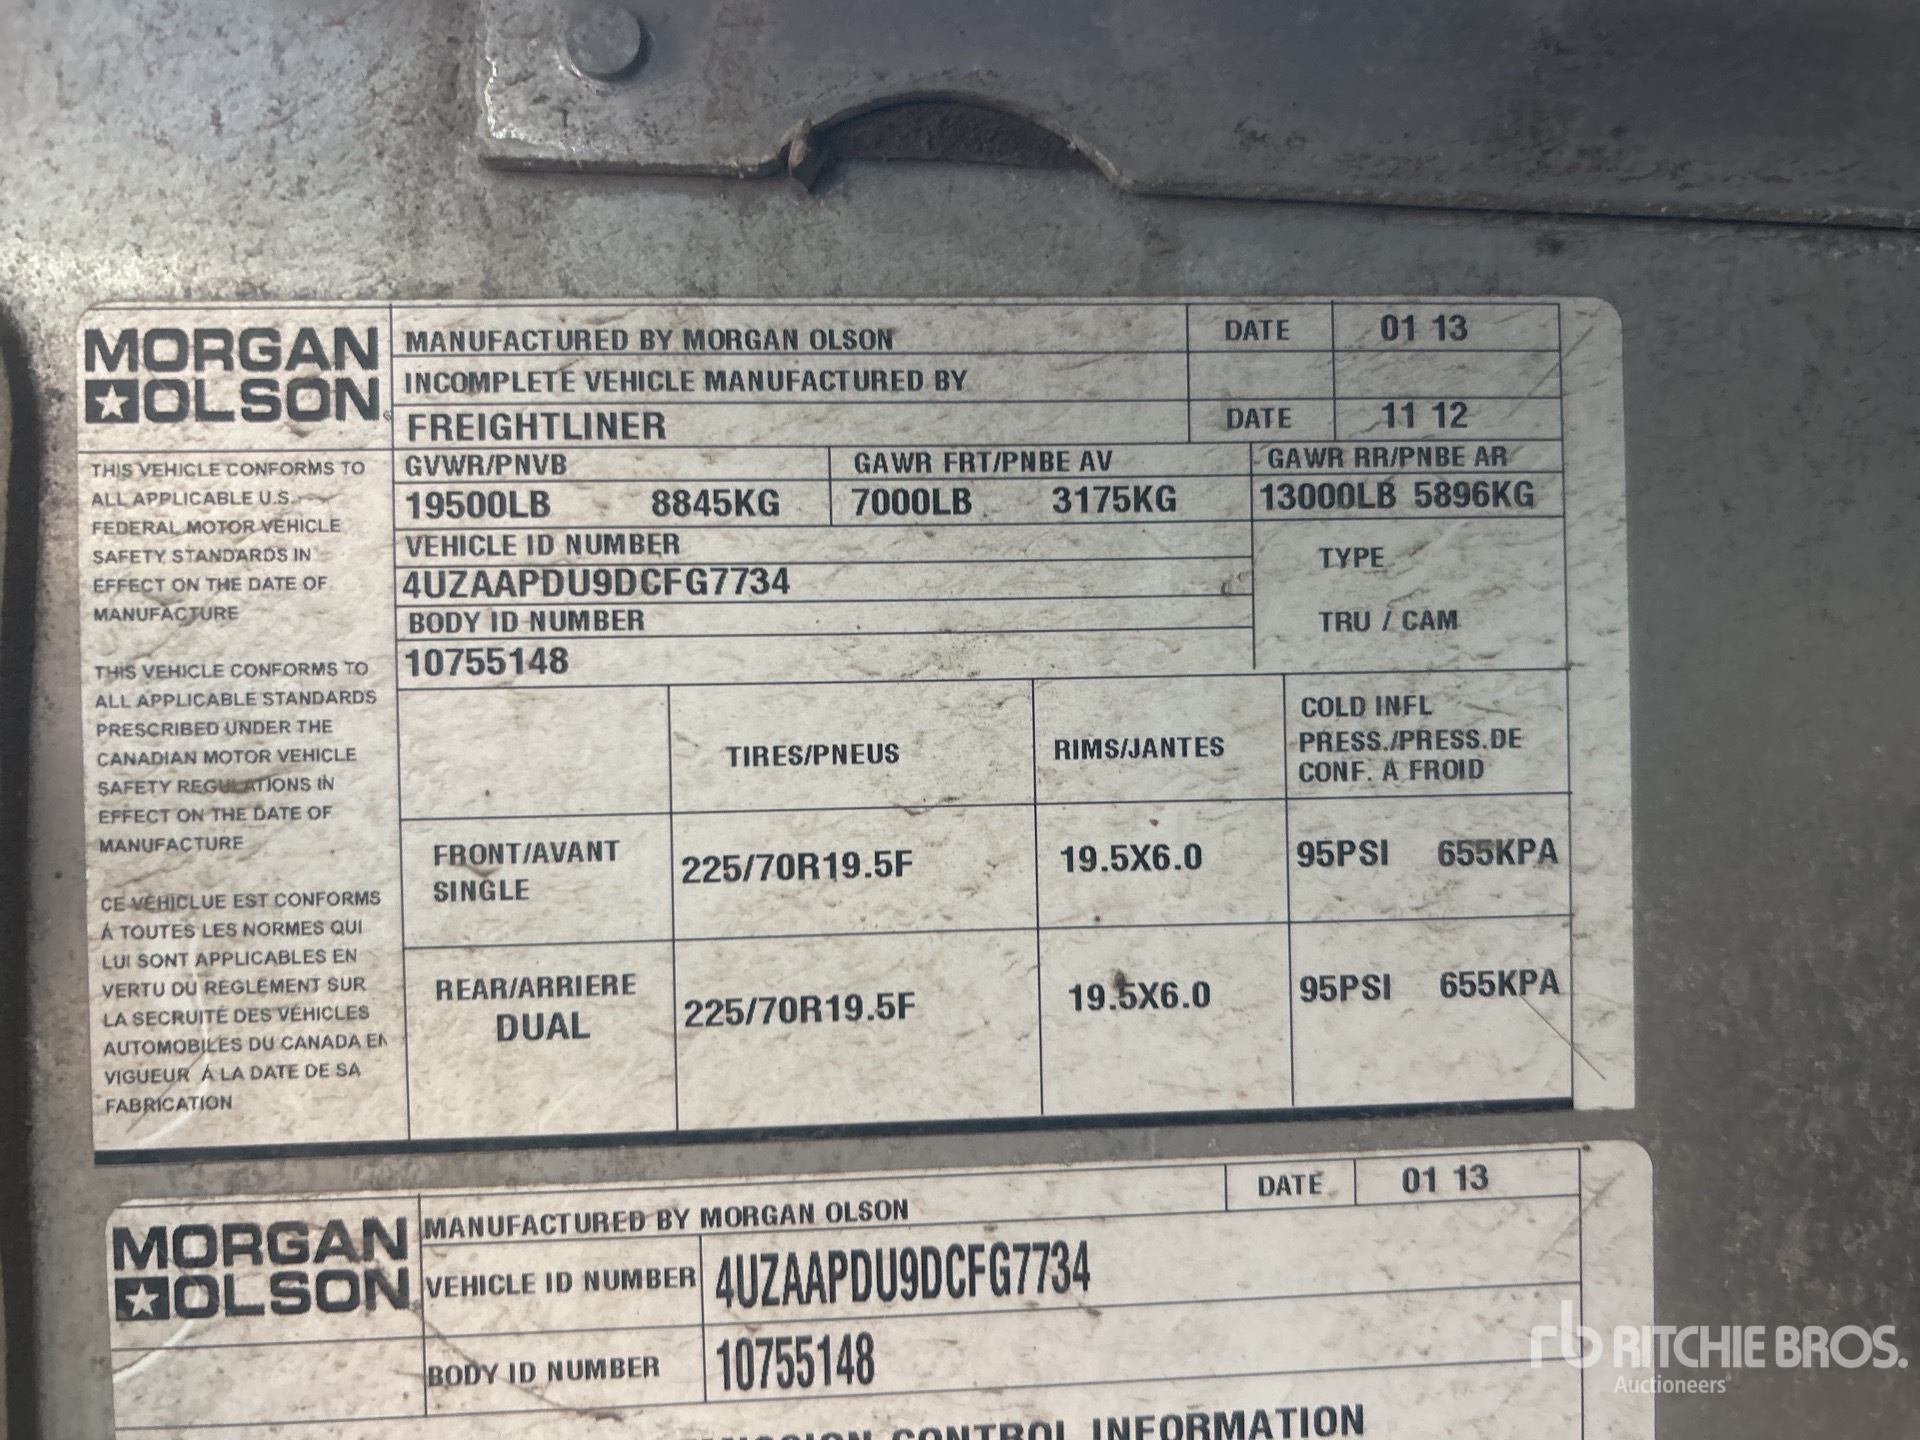 MORGAN
OLSON
MANUFACTURED BY MORGAN OLSON DATE 01 13
INCOMPLETE VEHICLE MANUFACTURED BY
FREIGHTLINER DATE 11 12
GVWR/PNVB GAWR FRT/PNBE AV GAWR RR/PNBE AR
19500LB 8845KG 7000LB 3175KG 13000LB 5896KG
VEHICLE ID NUMBER
4UZAAPDU9DCFG7734
BODY ID NUMBER
10755148
TYPE
TRU / CAM
THIS VEHICLE CONFORMS TO
ALL APPLICABLE U.S.
FEDERAL MOTOR VEHICLE
SAFETY STANDARDS IN
EFFECT ON THE DATE OF
MANUFACTURE
THIS VEHICLE CONFORMS TO
ALL APPLICABLE STANDARDS
PRESCRIBED UNDER THE
CANADIAN MOTOR VEHICLE
SAFETY REGULATIONS IN
EFFECT ON THE DATE OF
MANUFACTURE
CE VÉHICLUE EST CONFORMS
Á TOUTES LES NORMES QUI
LUI SONT APPLICABLES EN
VERTU DU RÈGLEMENT SUR
LA SECRUITÉ DES VÉHICLES
AUTOMOBILES DU CANADA EN
VIGUEUR Á LA DATE DE SA
FABRICATION
TIRES/PNEUS RIMS/JANTES COLD INFL
PRESS./PRESS.DE
CONF. A FROID
FRONT/AVANT
SINGLE 225/70R19.5F 19.5X6.0 95PSI 655KPA
REAR/ARRIERE
DUAL 225/70R19.5F 19.5X6.0 95PSI 655KPA
MORGAN
OLSON
MANUFACTURED BY MORGAN OLSON DATE 01 13
VEHICLE ID NUMBER 4UZAAPDU9DCFG7734
BODY ID NUMBER 10755148
CONTROL INFORMATION
rb RITCHIE BROS.
Auctioneers